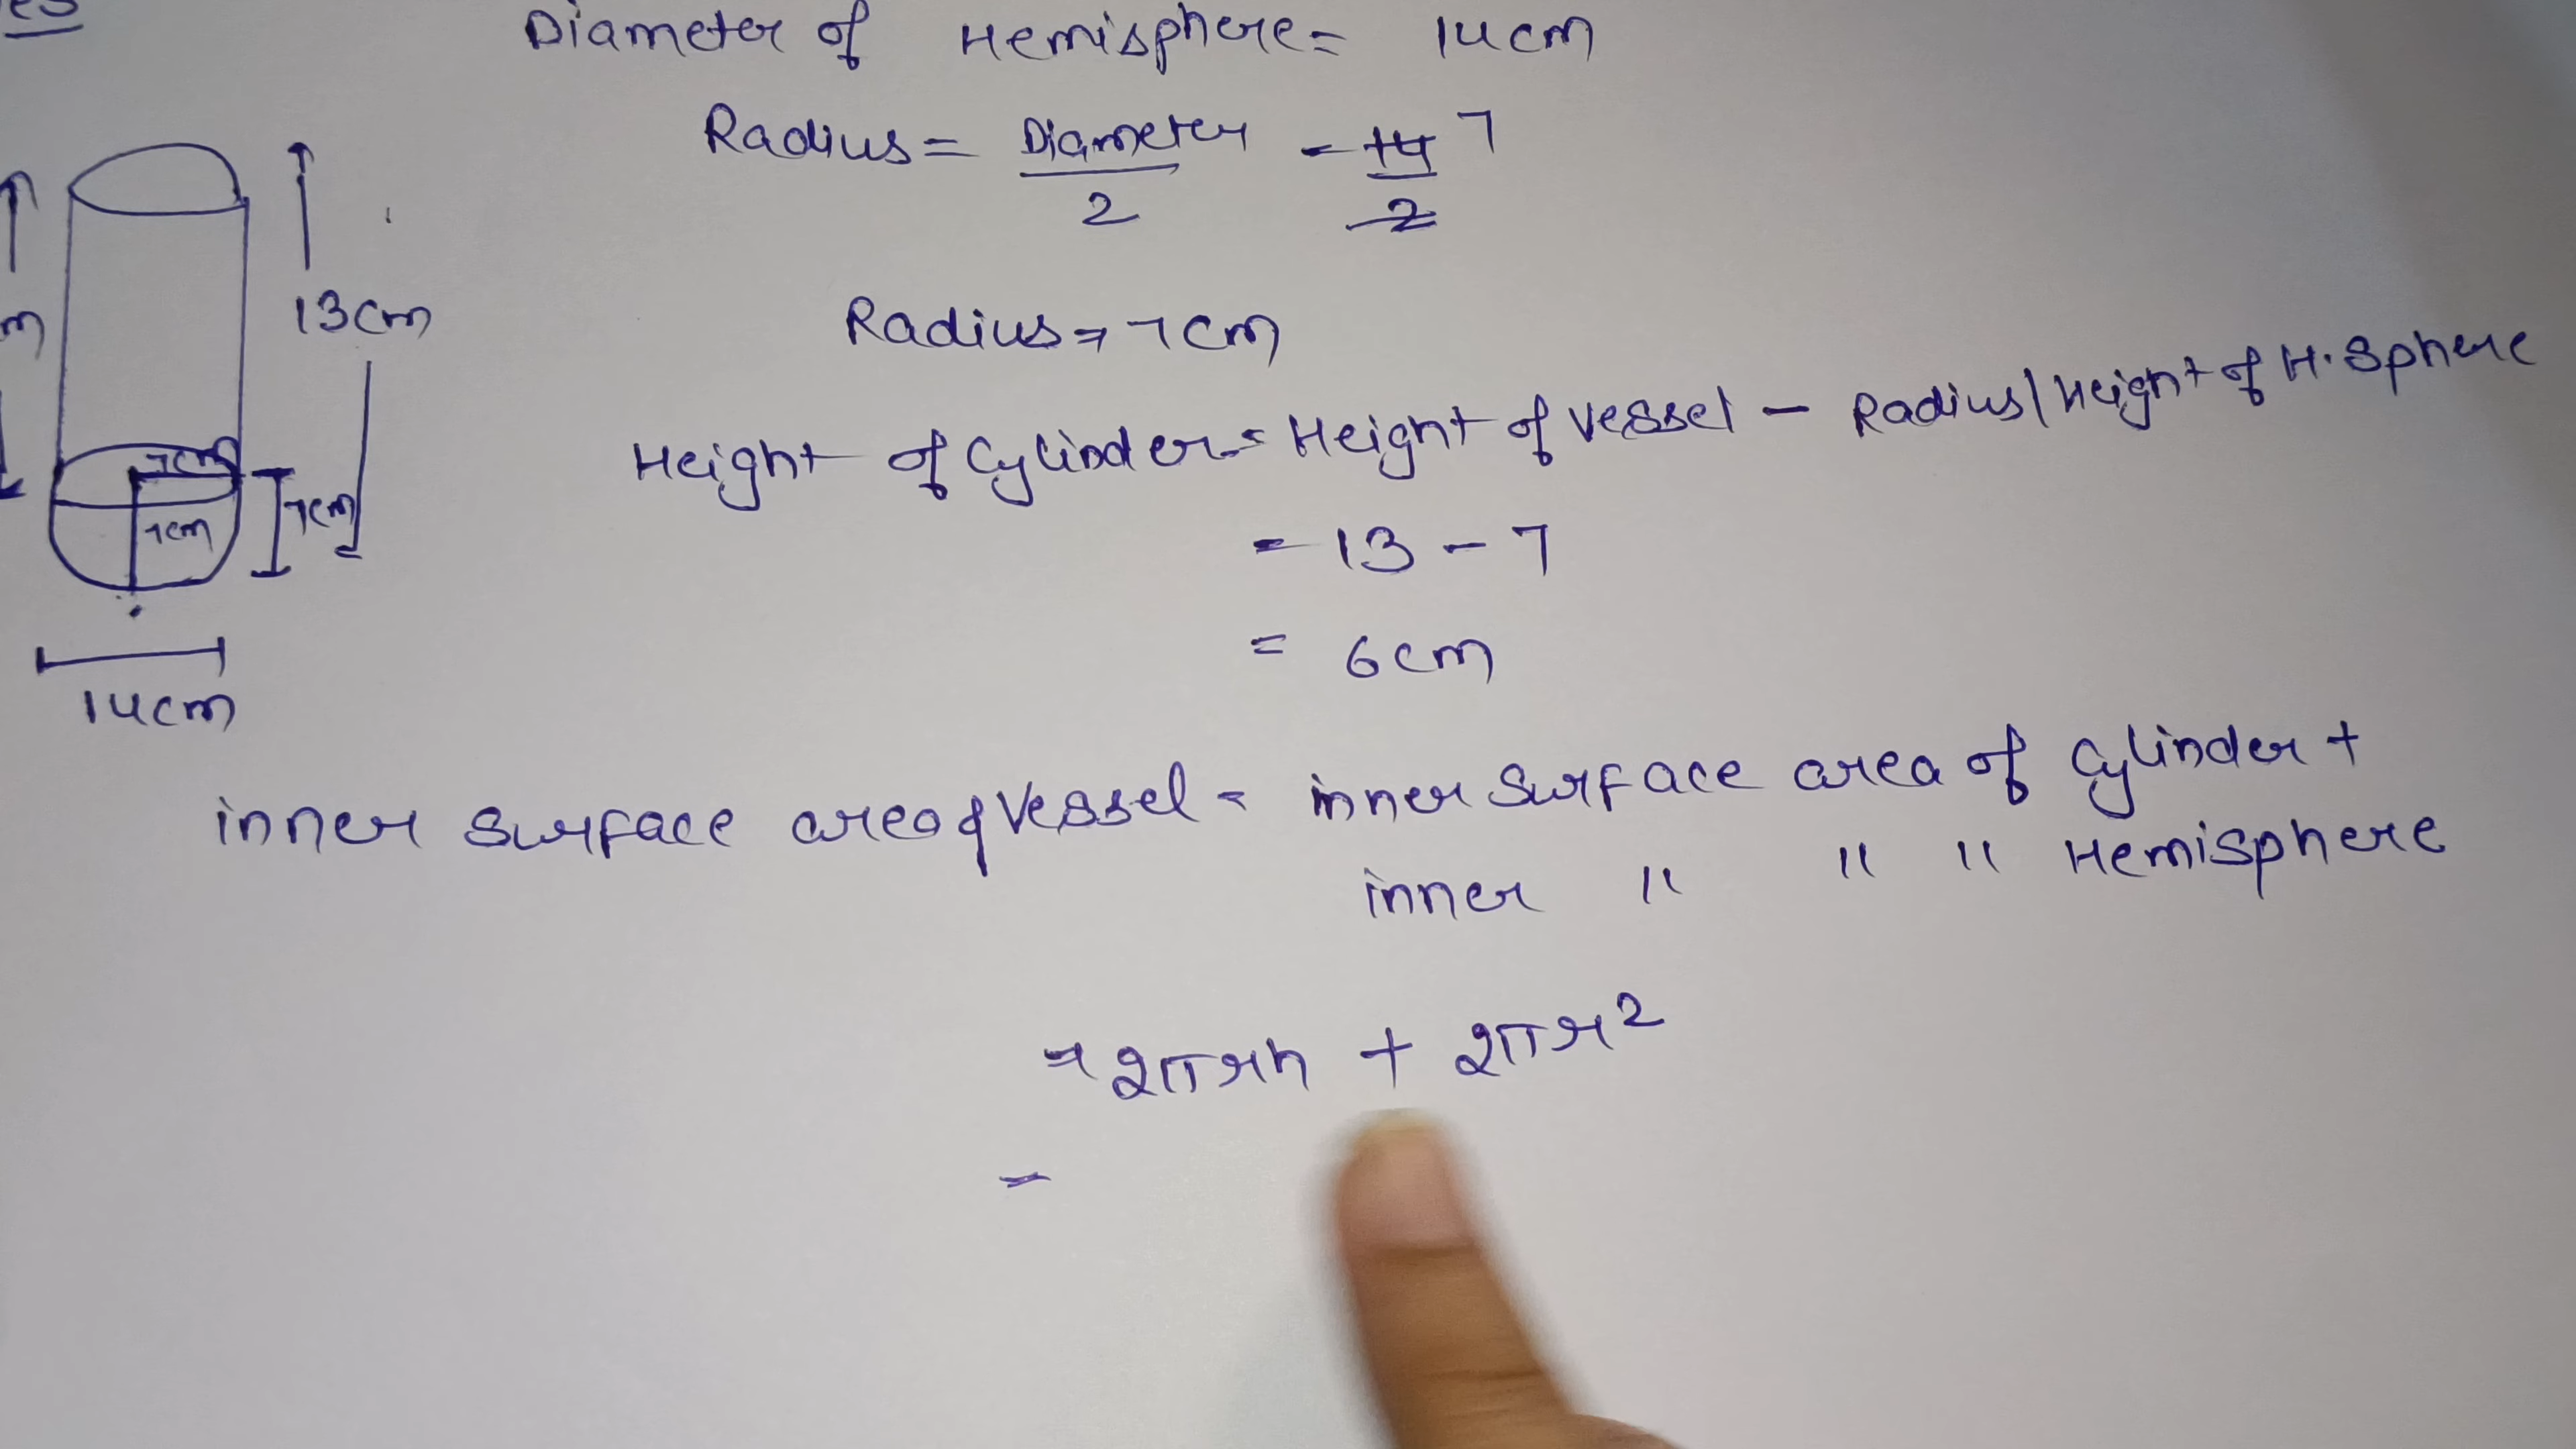 Diameter of Hemisphere = 14cm
Radius = Diameter/2 = 14/2 7
Radius = 7cm
Height of Cylinder = Height of vessel - Radius/Height of H.sphere
= 13 - 7
= 6cm
13cm
7cm
7cm
7cm
14cm
inner surface area of vessel = inner surface area of Cylinder +
inner " " " Hemisphere
= 2πrh + 2πr²
=